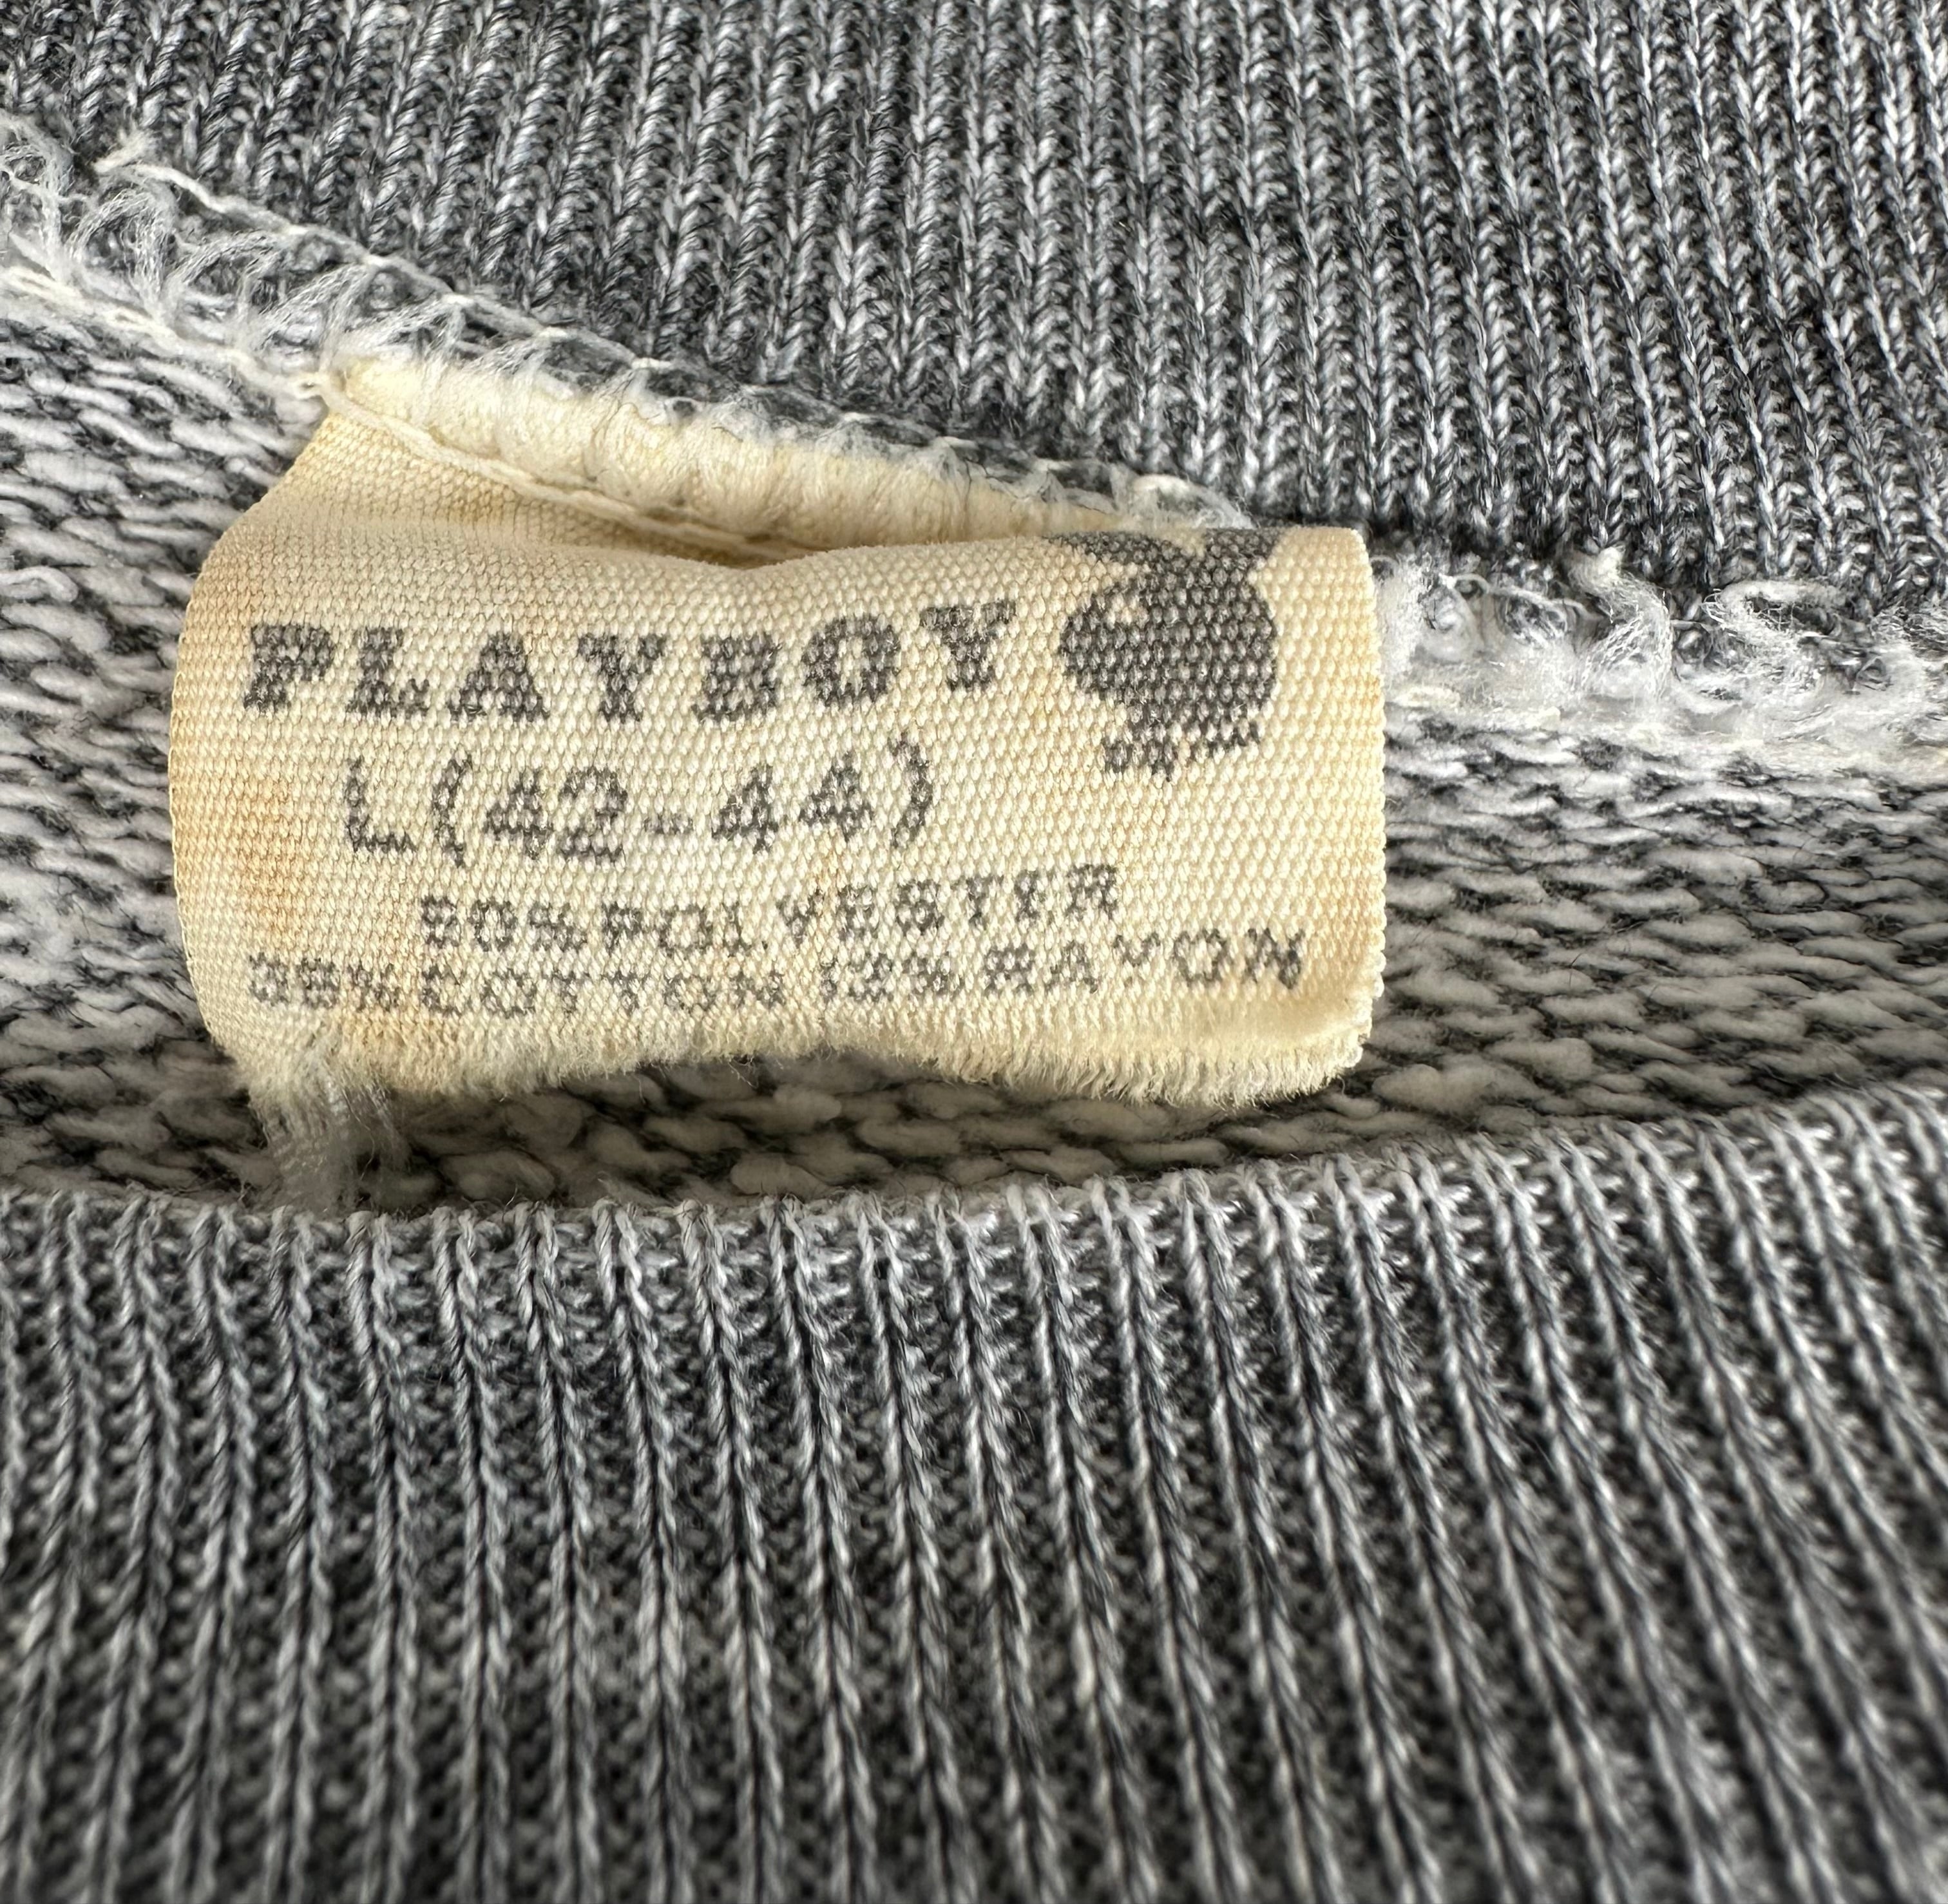 PLAYBOY
L(42-44)
50%POLYESTER
38%COTTON 12%RAYON